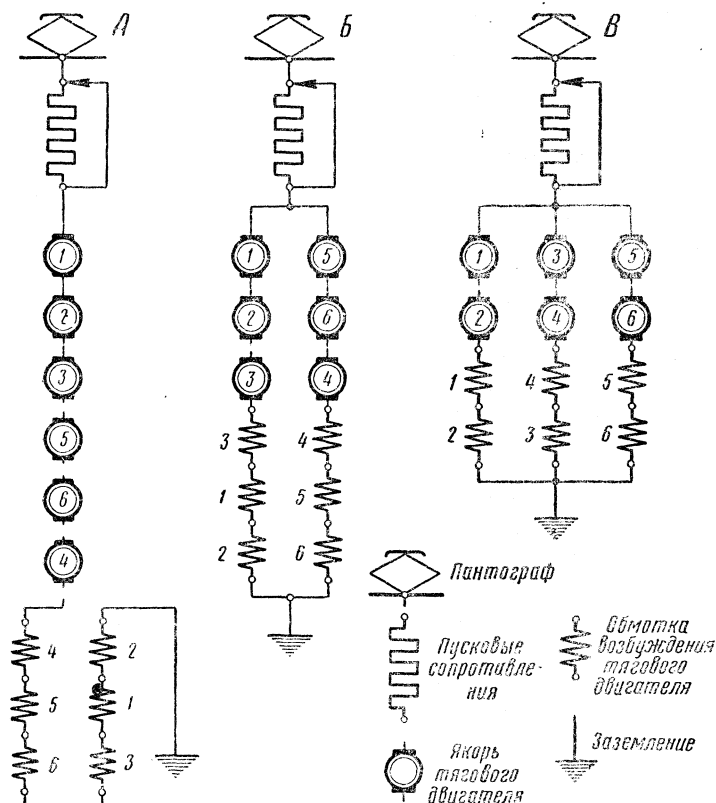 А Б В
1 1 5 1 3 5
2 2 6 2 4 6
3 3 4
5
6
4
3 4
1 5
2 6
1 4 5
2 3 6
4 2
5 1
6 3
Пантограф
Пусковые
сопротивле-
ния
Якорь
тягового
двигателя
Обмотка
возбуждения
тягового
двигателя
Заземление